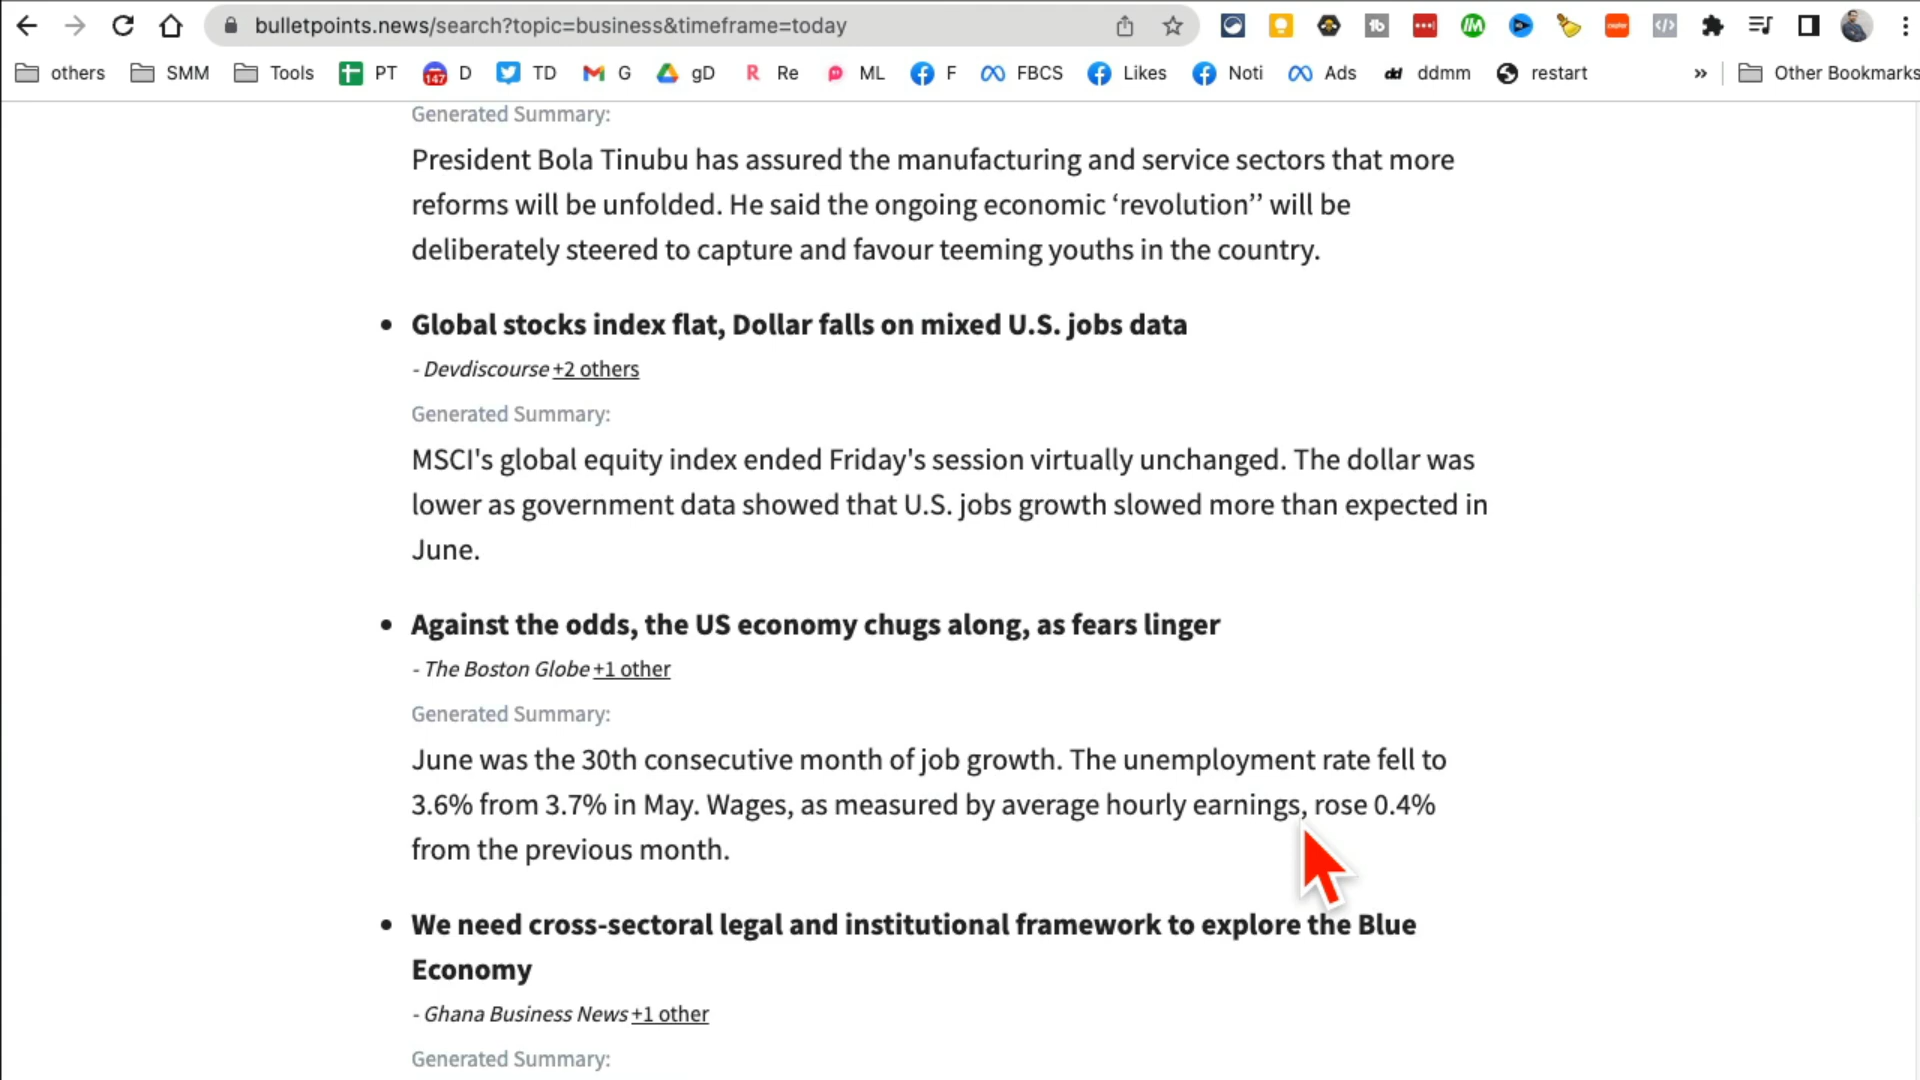 bulletpoints.news/search?topic=business&timeframe=today
others SMM Tools PT 147 D TD G gD R Re ML F FBCS Likes Noti Ads dd ddmm restart » Other Bookmarks
Generated Summary:
President Bola Tinubu has assured the manufacturing and service sectors that more
reforms will be unfolded. He said the ongoing economic ‘revolution’’ will be
deliberately steered to capture and favour teeming youths in the country.
• Global stocks index flat, Dollar falls on mixed U.S. jobs data
- Devdiscourse +2 others
Generated Summary:
MSCI's global equity index ended Friday's session virtually unchanged. The dollar was
lower as government data showed that U.S. jobs growth slowed more than expected in
June.
• Against the odds, the US economy chugs along, as fears linger
- The Boston Globe +1 other
Generated Summary:
June was the 30th consecutive month of job growth. The unemployment rate fell to
3.6% from 3.7% in May. Wages, as measured by average hourly earnings, rose 0.4%
from the previous month.
• We need cross-sectoral legal and institutional framework to explore the Blue
Economy
- Ghana Business News +1 other
Generated Summary: